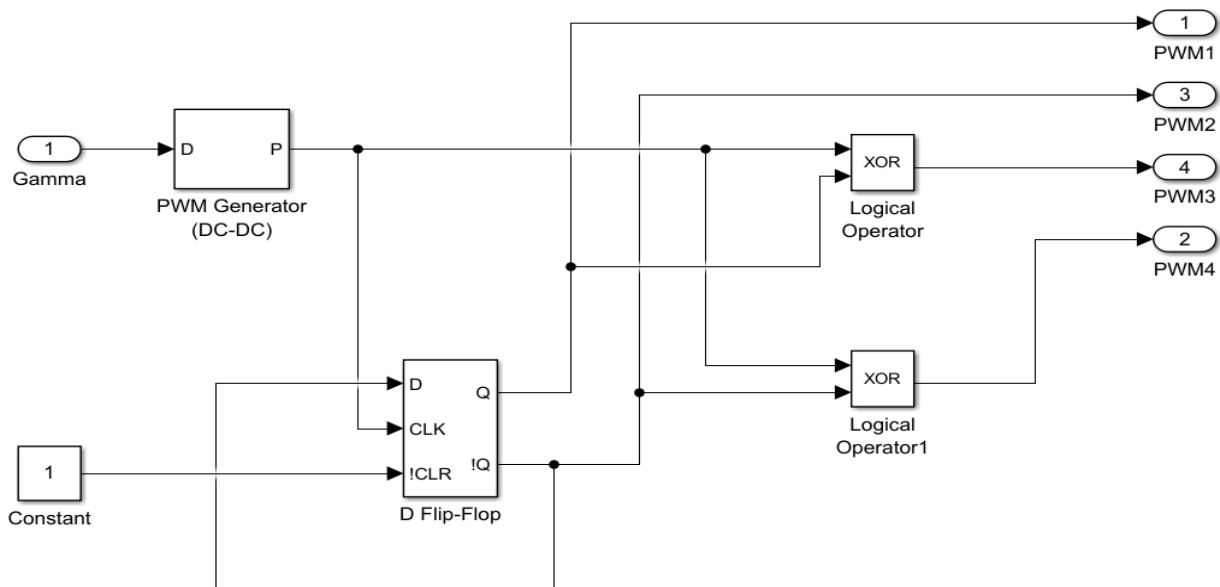 1
PWM1
3
PWM2
1
Gamma
D
P
PWM Generator
(DC-DC)
XOR
Logical
Operator
4
PWM3
2
PWM4
D
CLK
!CLR
Q
!Q
D Flip-Flop
XOR
Logical
Operator1
1
Constant